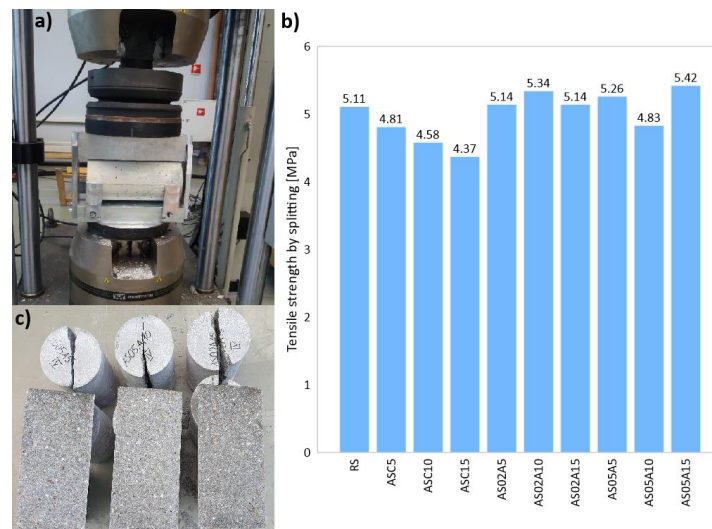 a)
b)
Tensile strength by splitting [MPa]
6
5
4
3
2
1
0
5.11
4.81
4.58
4.37
5.14
5.34
5.14
5.26
4.83
5.42
RS
ASC5
ASC10
ASC15
AS02A5
AS02A10
AS02A15
AS05A5
AS05A10
AS05A15
c)
AS05A10
IV